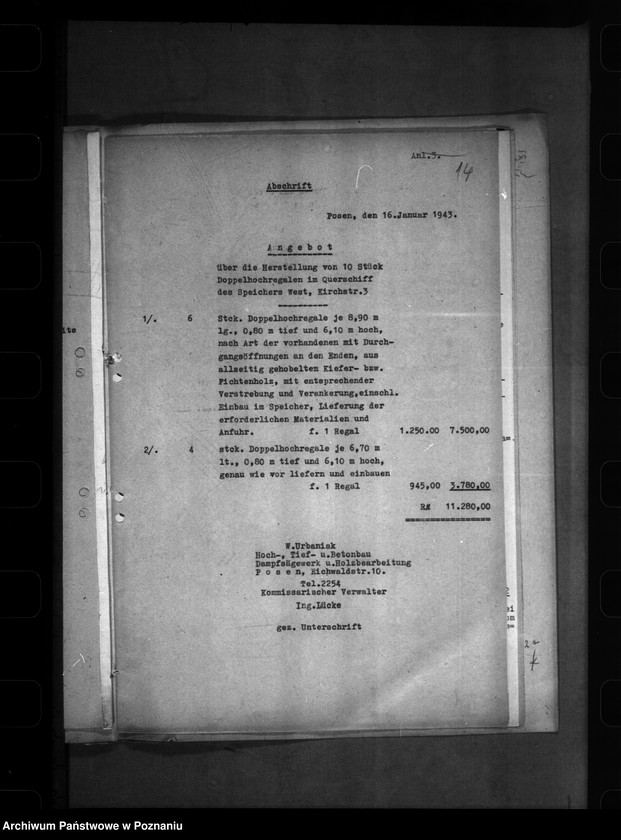 Anl.5.
14
Abschrift
Posen, den 16.Januar 1943.
A n g e b o t
über die Herstellung von 10 Stück
Doppelhochregalen im Querschiff
des Speichers West, Kirchstr.3
1/. 6 Stck. Doppelhochregale je 8,90 m
lg., 0,80 m tief und 6,10 m hoch,
nach Art der vorhandenen mit Durch-
gangsöffnungen an den Enden, aus
allseitig gehobelten Kiefer- bzw.
Fichtenholz, mit entsprechender
Verstrebung und Verankerung,einschl.
Einbau im Speicher, Lieferung der
erforderlichen Materialien und
Anfuhr. f. 1 Regal 1.250.00 7.500,00
2/. 4 stck. Doppelhochregale je 6,70 m
lt., 0,80 m tief und 6,10 m hoch,
genau wie vor liefern und einbauen
f. 1 Regal 945,00 3.780,00
RM 11.280,00
W.Urbaniak
Hoch-, Tief- u.Betonbau
Dampfsägewerk u.Holzbearbeitung
P o s e n, Eichwaldstr.10.
Tel.2254
Kommissarischer Verwalter
Ing.Lücke
gez. Unterschrift
Archiwum Państwowe w Poznaniu